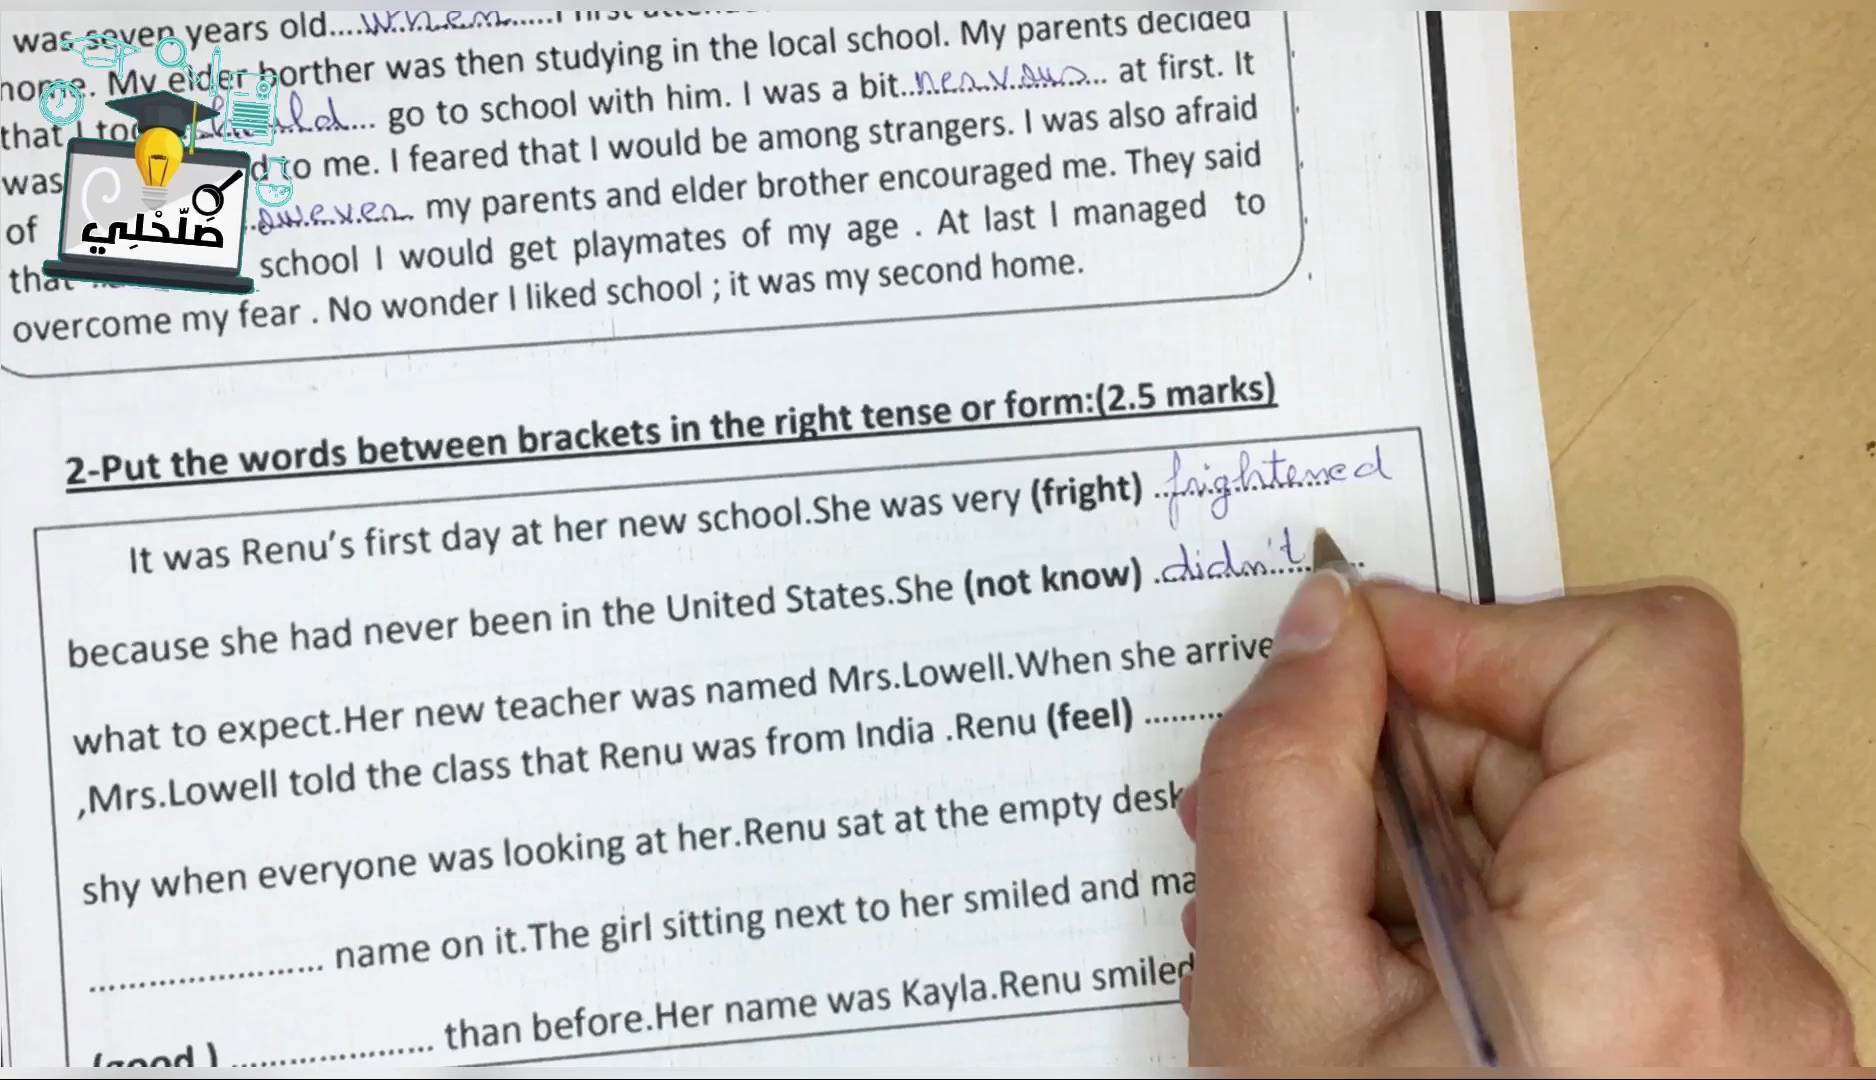 was seven years old....when......I first
home. My elder borther was then studying in the local school. My parents decided
that I too should... go to school with him. I was a bit..nervous... at first. It
was d to me. I feared that I would be among strangers. I was also afraid
of ..owever.. my parents and elder brother encouraged me. They said
that school I would get playmates of my age . At last I managed to
overcome my fear . No wonder I liked school ; it was my second home.
صَلَّحْلِي
2-Put the words between brackets in the right tense or form:(2.5 marks)
It was Renu's first day at her new school.She was very (fright) ..frightened
because she had never been in the United States.She (not know) .didn't......
what to expect.Her new teacher was named Mrs.Lowell.When she arrive
,Mrs.Lowell told the class that Renu was from India .Renu (feel) .........
shy when everyone was looking at her.Renu sat at the empty desk
........................ name on it.The girl sitting next to her smiled and ma
(good ) ..................... than before.Her name was Kayla.Renu smiled